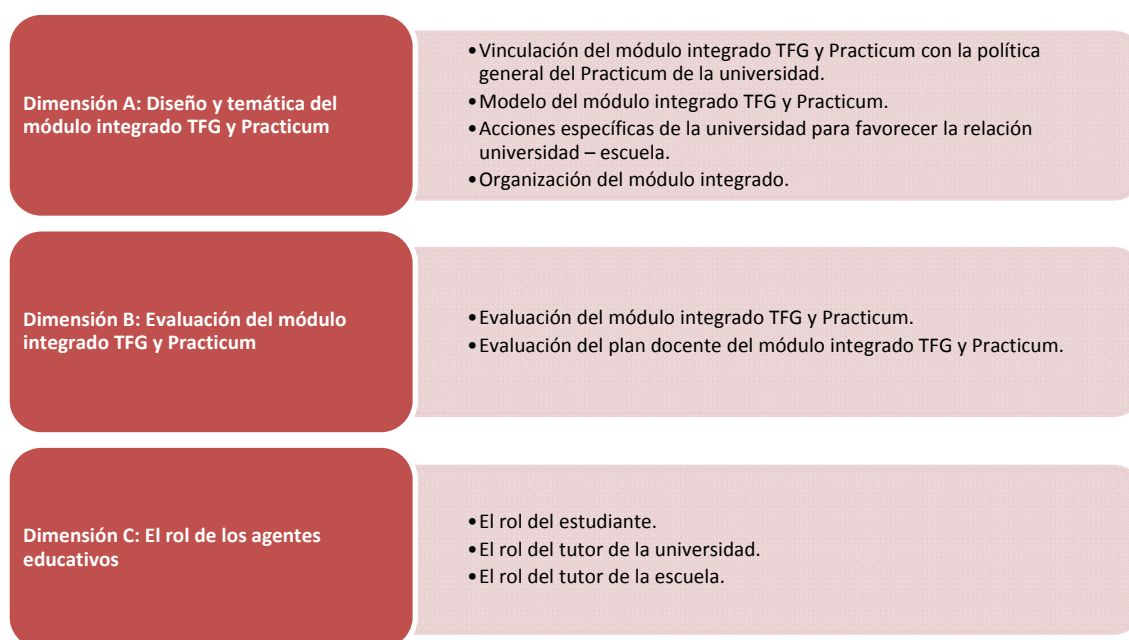 Dimensión A: Diseño y temática del
módulo integrado TFG y Practicum
•Vinculación del módulo integrado TFG y Practicum con la política
general del Practicum de la universidad.
•Modelo del módulo integrado TFG y Practicum.
•Acciones específicas de la universidad para favorecer la relación
universidad – escuela.
•Organización del módulo integrado.
Dimensión B: Evaluación del módulo
integrado TFG y Practicum
•Evaluación del módulo integrado TFG y Practicum.
•Evaluación del plan docente del módulo integrado TFG y Practicum.
Dimensión C: El rol de los agentes
educativos
•El rol del estudiante.
•El rol del tutor de la universidad.
•El rol del tutor de la escuela.